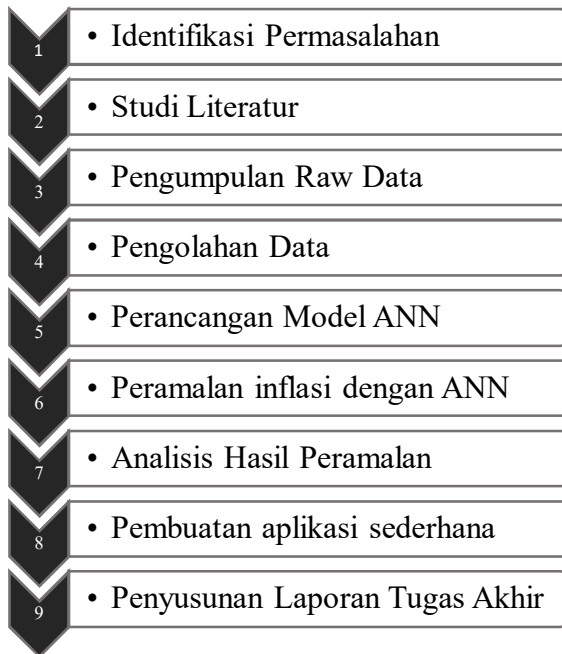 1 • Identifikasi Permasalahan
2 • Studi Literatur
3 • Pengumpulan Raw Data
4 • Pengolahan Data
5 • Perancangan Model ANN
6 • Peramalan inflasi dengan ANN
7 • Analisis Hasil Peramalan
8 • Pembuatan aplikasi sederhana
9 • Penyusunan Laporan Tugas Akhir